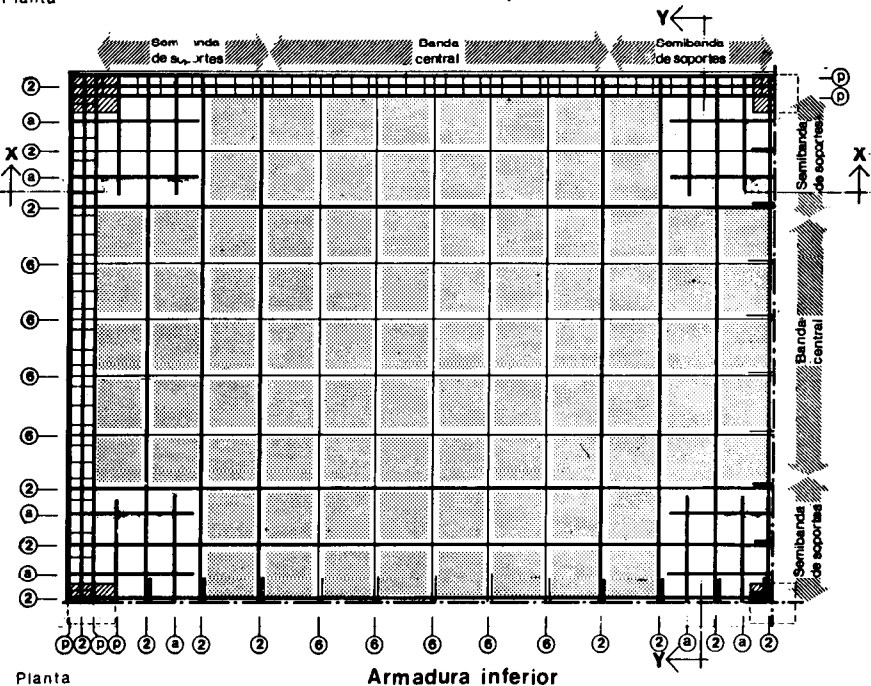 Planta
Y
Banda
central
Semibanda
de soportes
de soportes
2
p
p
a
2
X
a
X
2
Semibanda
de soportes
6
6
6
6
Banda
central
2
a
2
a
2
Semibanda
de soportes
p 2 p p 2 a 2 2 6 6 6 6 6 2 2 a 2 a 2
Y
Planta
Armadura inferior